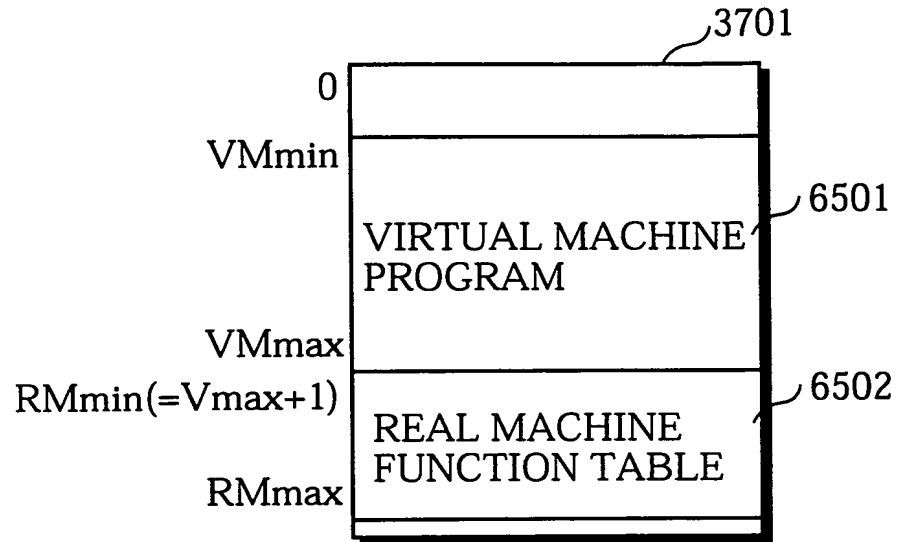 3701
0
VMmin
6501
VIRTUAL MACHINE
PROGRAM
VMmax
RMmin(=Vmax+1)
6502
REAL MACHINE
FUNCTION TABLE
RMmax